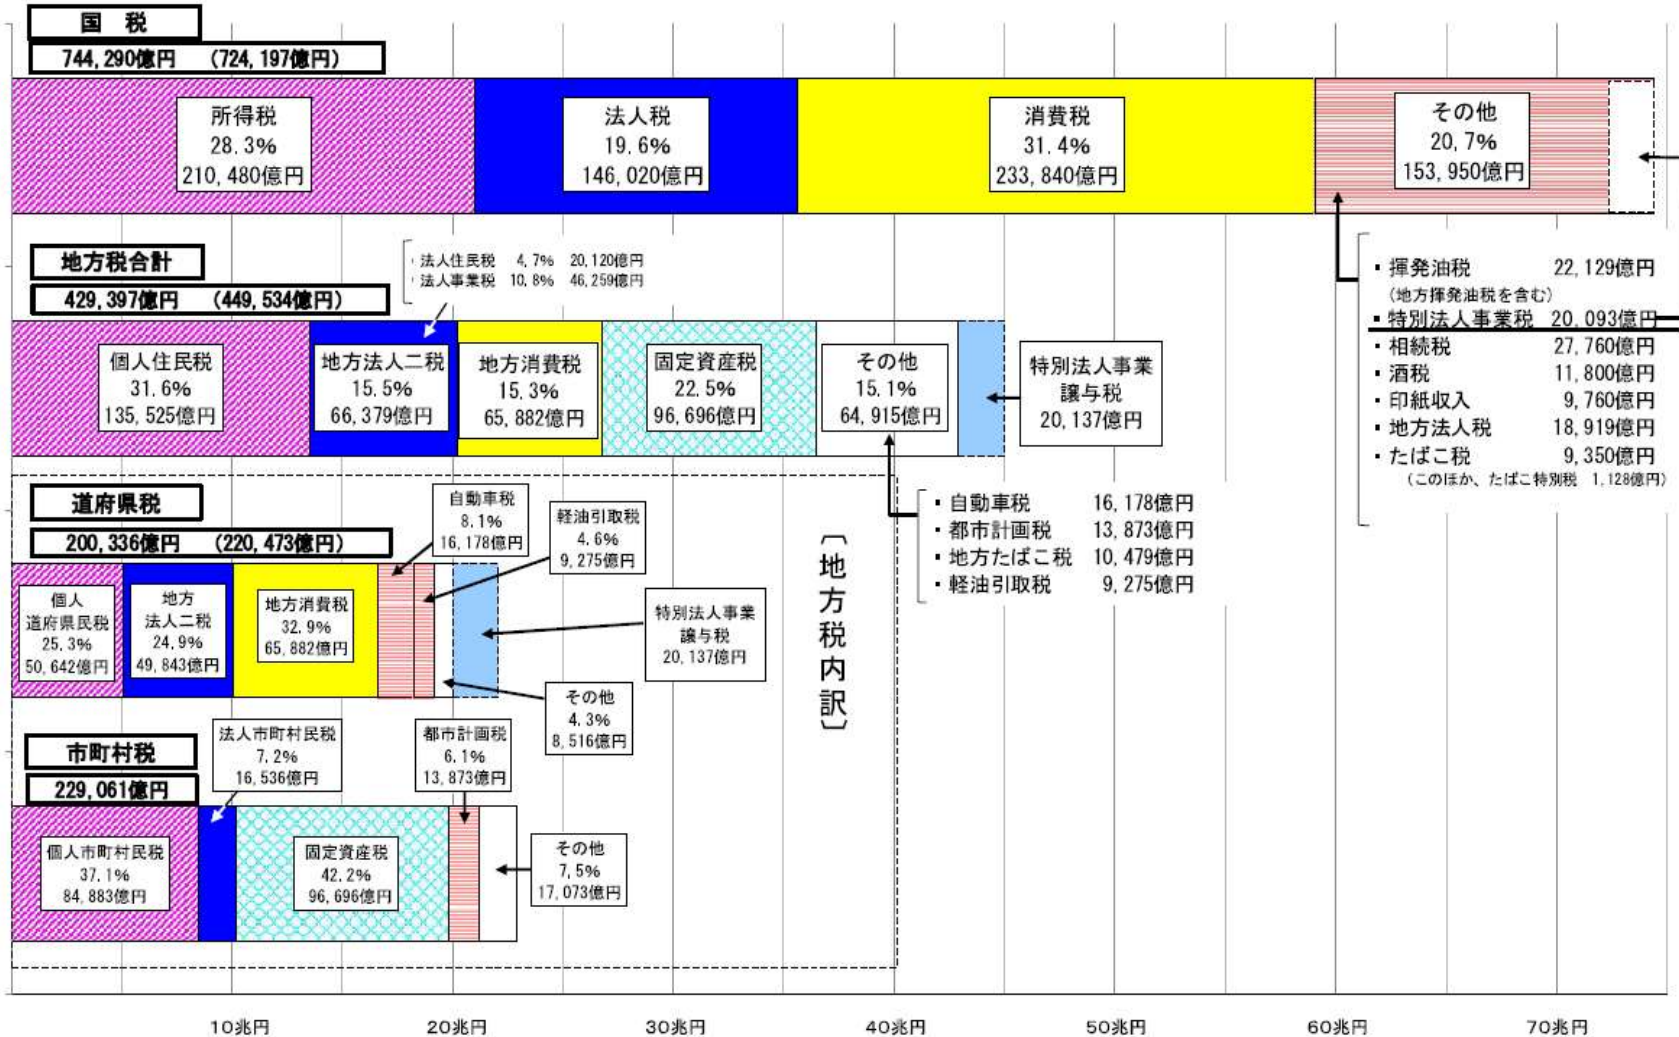 国 税
744,290億円 (724,197億円)
所得税
28.3%
210,480億円
法人税
19.6%
146,020億円
消費税
31.4%
233,840億円
その他
20.7%
153,950億円
地方税合計
429,397億円 (449,534億円)
法人住民税 4.7% 20,120億円
法人事業税 10.8% 46,259億円
個人住民税
31.6%
135,525億円
地方法人二税
15.5%
66,379億円
地方消費税
15.3%
65,882億円
固定資産税
22.5%
96,696億円
その他
15.1%
64,915億円
特別法人事業
譲与税
20,137億円
・揮発油税 22,129億円
(地方揮発油税を含む)
・特別法人事業税 20,093億円
・相続税 27,760億円
・酒税 11,800億円
・印紙収入 9,760億円
・地方法人税 18,919億円
・たばこ税 9,350億円
(このほか、たばこ特別税 1,128億円)
・自動車税 16,178億円
・都市計画税 13,873億円
・地方たばこ税 10,479億円
・軽油引取税 9,275億円
道府県税
200,336億円 (220,473億円)
個人
道府県民税
25.3%
50,642億円
地方
法人二税
24.9%
49,843億円
地方消費税
32.9%
65,882億円
自動車税
8.1%
16,178億円
軽油引取税
4.6%
9,275億円
特別法人事業
譲与税
20,137億円
その他
4.3%
8,516億円
〔地方税内訳〕
市町村税
229,061億円
個人市町村民税
37.1%
84,883億円
法人市町村民税
7.2%
16,536億円
固定資産税
42.2%
96,696億円
都市計画税
6.1%
13,873億円
その他
7.5%
17,073億円
10兆円 20兆円 30兆円 40兆円 50兆円 60兆円 70兆円